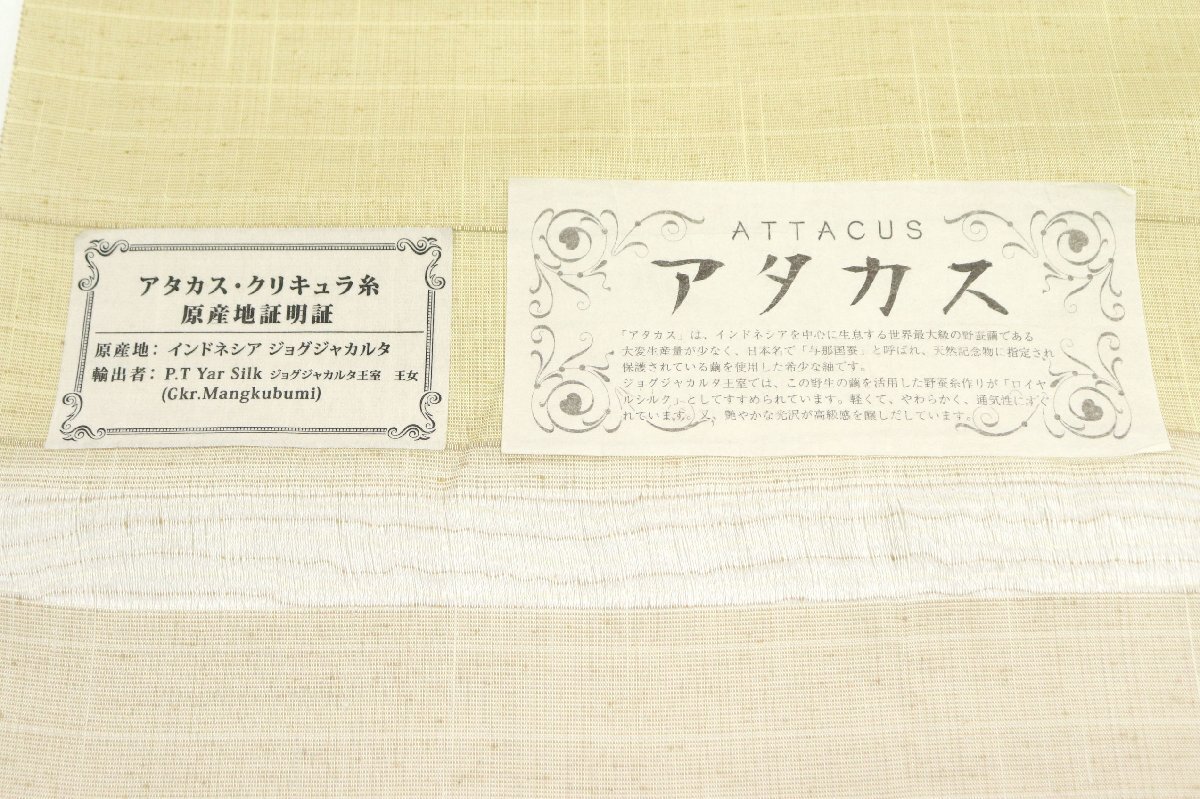 アタカス・クリキュラ糸
原産地証明証
原産地: インドネシア ジョグジャカルタ
輸出者: P.T Yar Silk ジョグジャカルタ王室 王女
(Gkr.Mangkubumi)
ATTACUS
アタカス
「アタカス」は、インドネシアを中心に生息する世界最大級の野蚕繭である
大変生産量が少なく、日本名で「与那国蚕」と呼ばれ、天然記念物に指定され
保護されている繭を使用した希少な紬です。
ジョグジャカルタ王室では、この野生の繭を活用した野蚕糸作りが「ロイヤ
ルシルク」としてすすめられています。軽くて、やわらかく、通気性にすぐ
れています。又、艶やかな光沢が高級感を醸しだしています。